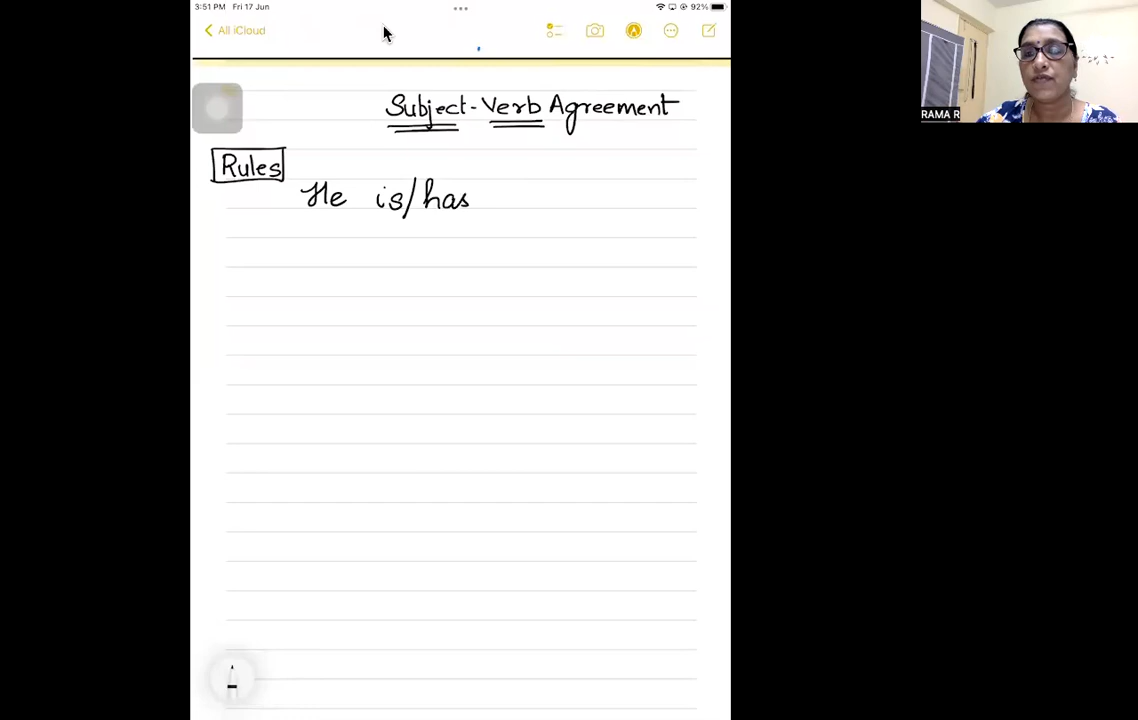 3:51 PM Fri 17 Jun
92%
All iCloud
Subject-Verb Agreement
Rules
He is/has
RAMA R